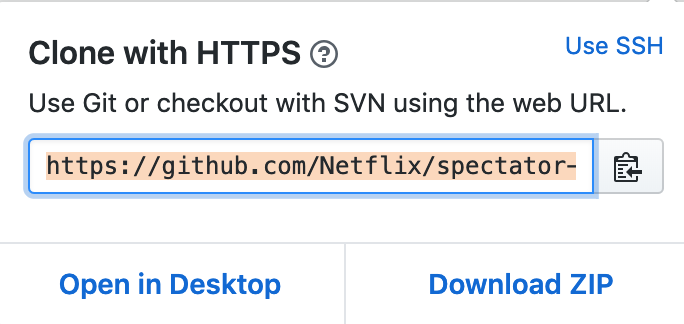 Clone with HTTPS ?
Use SSH
Use Git or checkout with SVN using the web URL.
https://github.com/Netflix/spectator-
Open in Desktop
Download ZIP